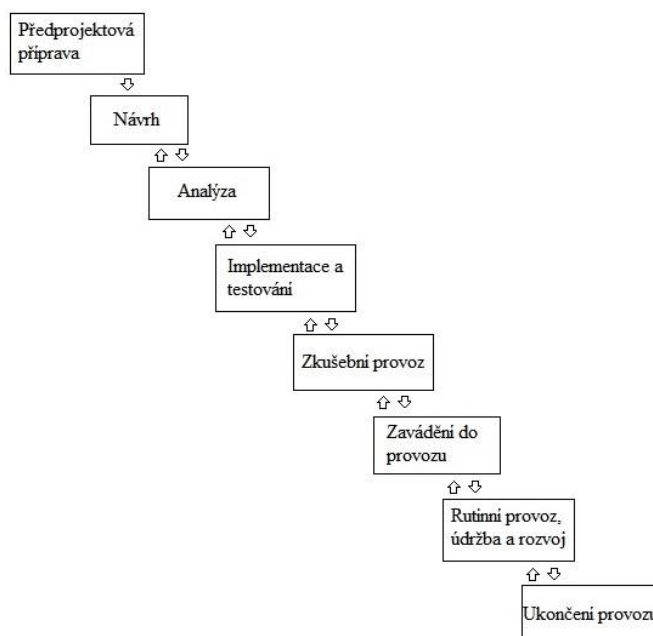 Předprojektová
příprava
Návrh
Analýza
Implementace a
testování
Zkušební provoz
Zavádění do
provozu
Rutinní provoz,
údržba a rozvoj
Ukončení provozu